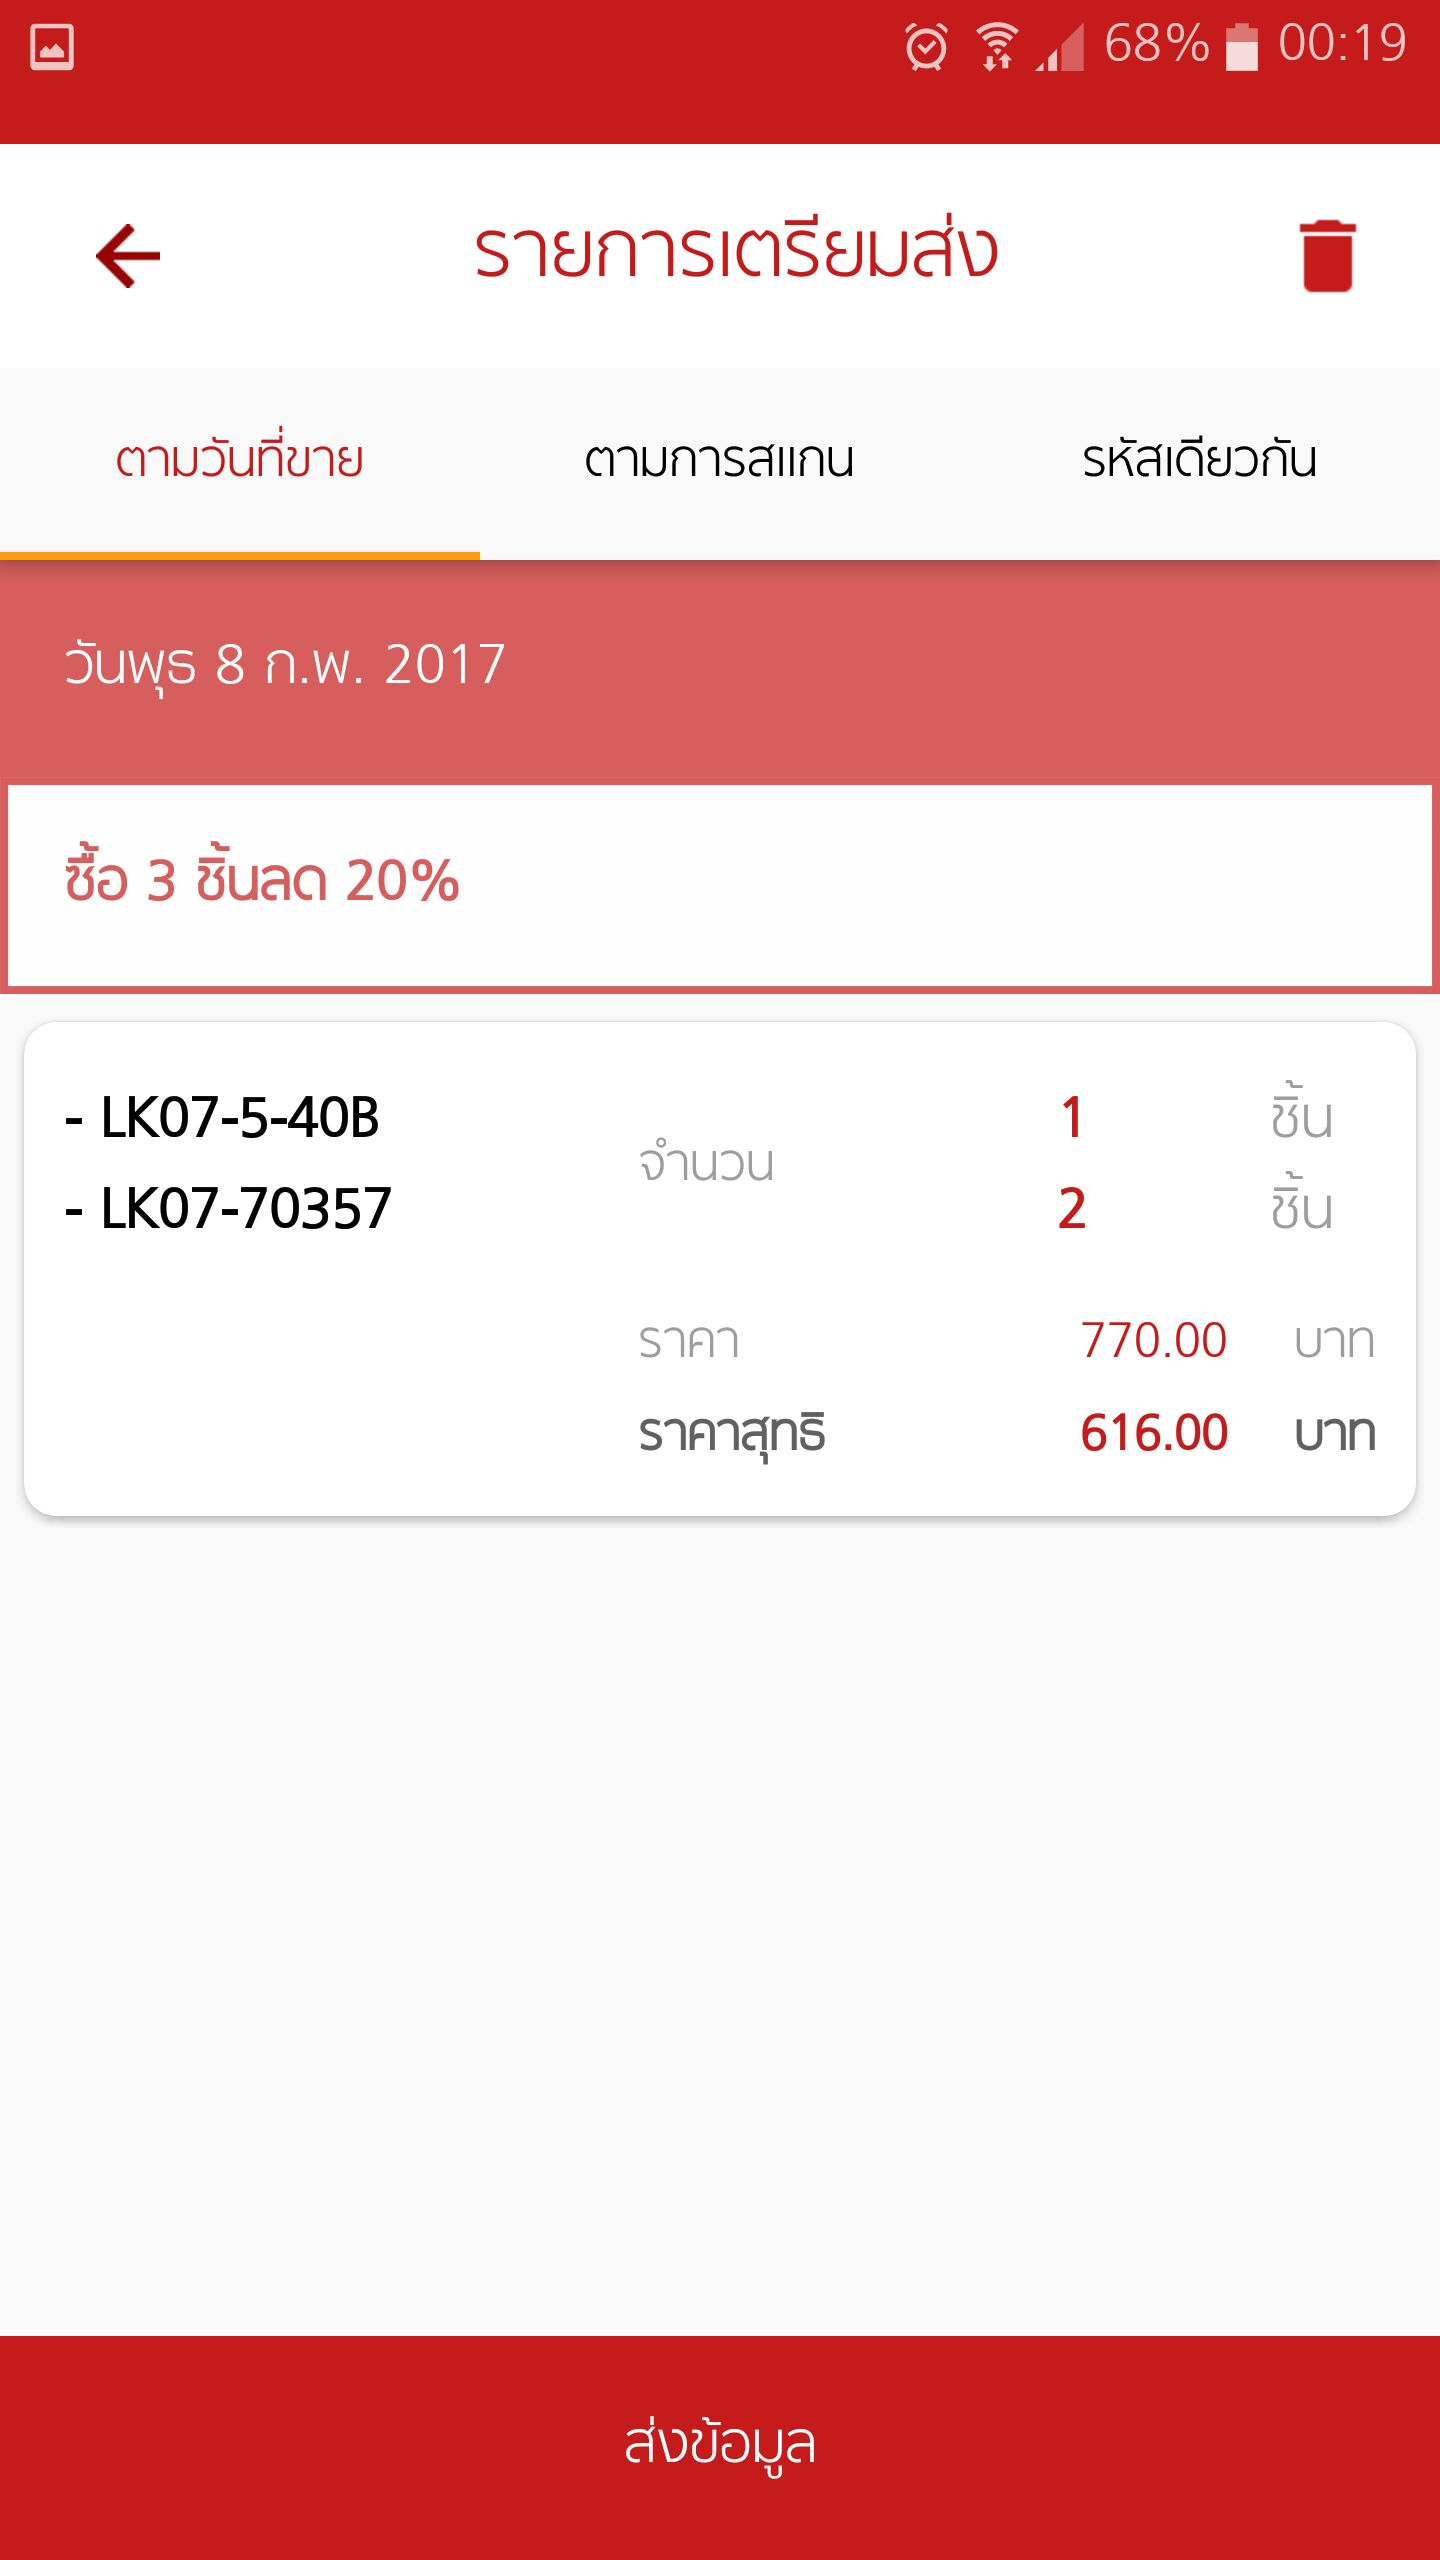 68% 00:19
รายการเตรียมส่ง
ตามวันที่ขาย ตามการสแกน รหัสเดียวกัน
วันพุธ 8 ก.พ. 2017
ซื้อ 3 ชิ้นลด 20%
- LK07-5-40B 1 ชิ้น
จำนวน
- LK07-70357 2 ชิ้น
ราคา 770.00 บาท
ราคาสุทธิ 616.00 บาท
ส่งข้อมูล